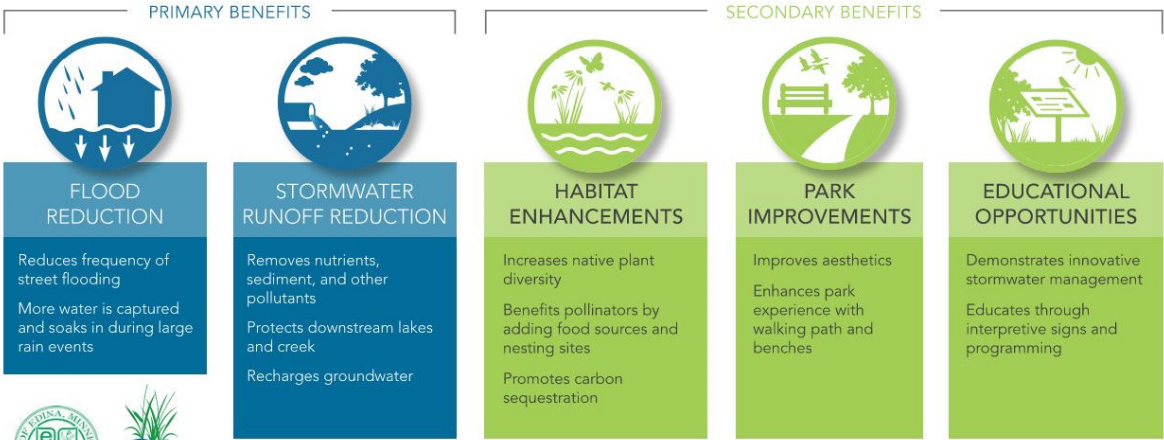 PRIMARY BENEFITS
SECONDARY BENEFITS
FLOOD
REDUCTION
Reduces frequency of
street flooding
More water is captured
and soaks in during large
rain events
STORMWATER
RUNOFF REDUCTION
Removes nutrients,
sediment, and other
pollutants
Protects downstream lakes
and creek
Recharges groundwater
HABITAT
ENHANCEMENTS
Increases native plant
diversity
Benefits pollinators by
adding food sources and
nesting sites
Promotes carbon
sequestration
PARK
IMPROVEMENTS
Improves aesthetics
Enhances park
experience with
walking path and
benches
EDUCATIONAL
OPPORTUNITIES
Demonstrates innovative
stormwater management
Educates through
interpretive signs and
programming
OF EDINA,